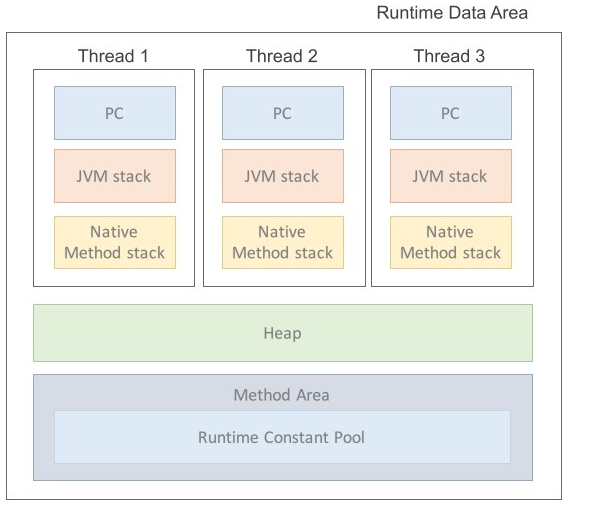 Runtime Data Area
Thread 1
Thread 2
Thread 3
PC
PC
PC
JVM stack
JVM stack
JVM stack
Native
Method stack
Native
Method stack
Native
Method stack
Heap
Method Area
Runtime Constant Pool